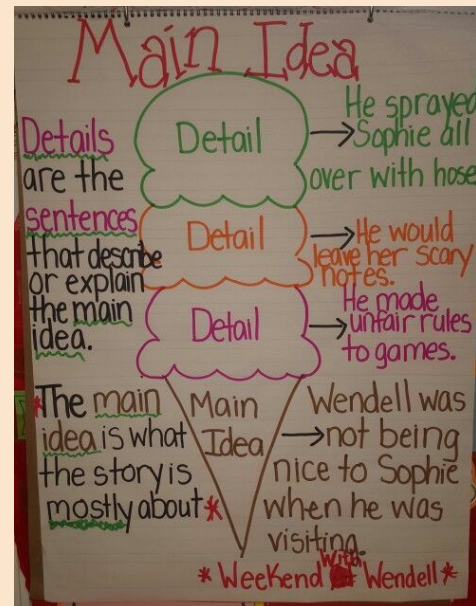 Main Idea
Details
are the
sentences
that describe
or explain
the main
idea.
Detail
He sprayed
Sophie all
over with hose
Detail
He would
leave her scary
notes.
Detail
He made
unfair rules
to games.
*The main
idea is what
the story is
mostly about*
Main
Idea
Wendell was
not being
nice to Sophie
when he was
visiting.
*Weekend With Wendell*